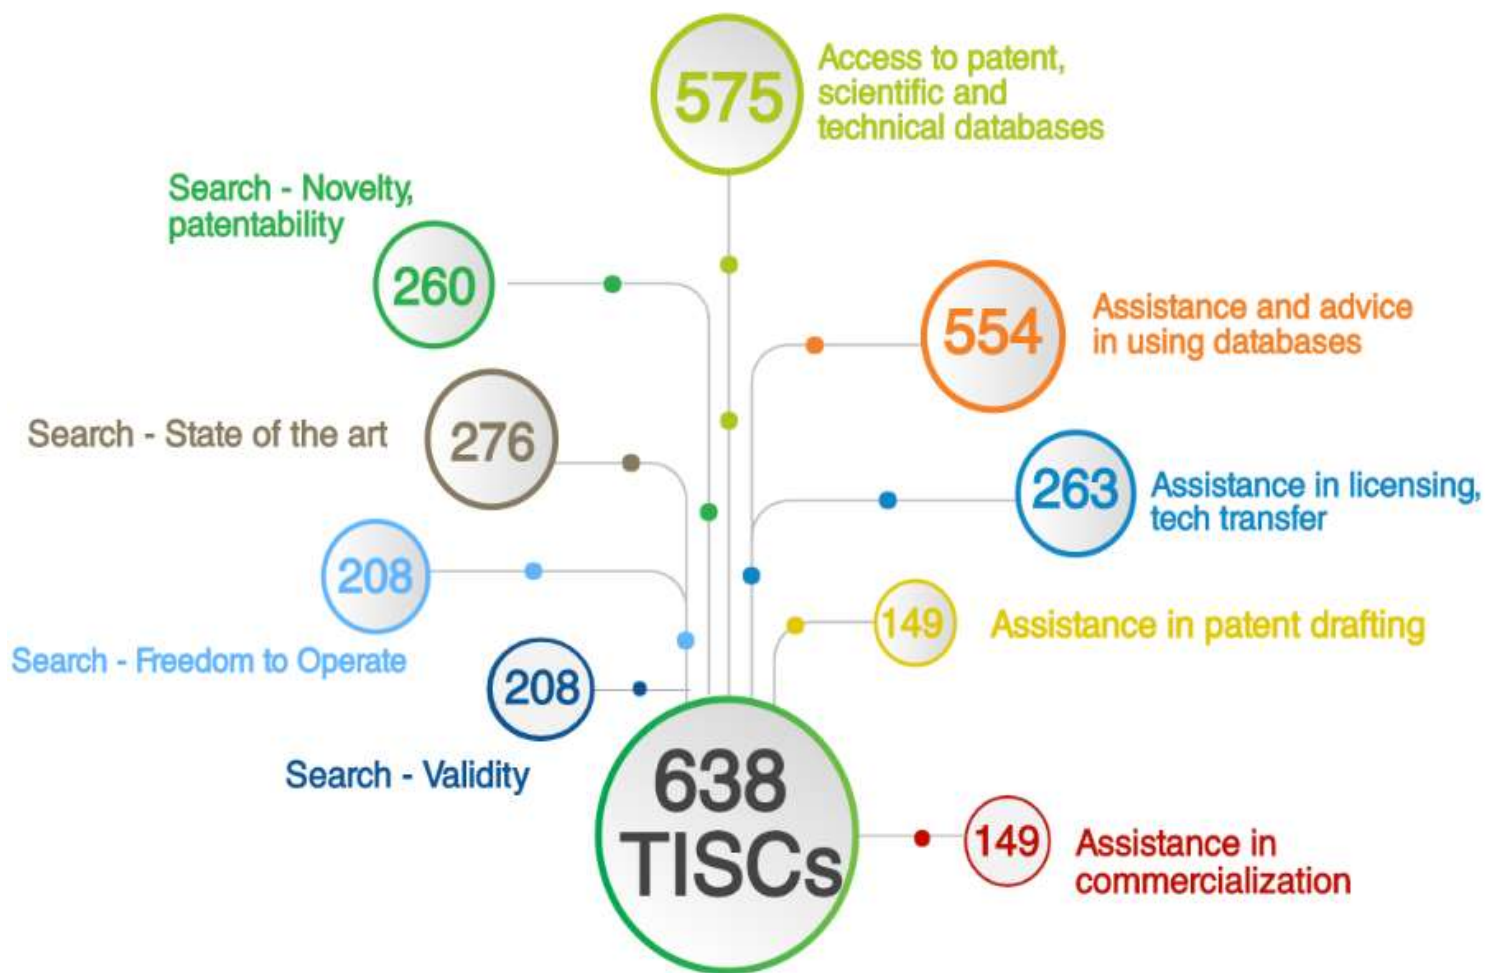 575
Access to patent,
scientific and
technical databases
Search - Novelty,
patentability
260
554
Assistance and advice
in using databases
Search - State of the art
276
263
Assistance in licensing,
tech transfer
208
Search - Freedom to Operate
149
Assistance in patent drafting
208
Search - Validity
638
TISCs
149
Assistance in
commercialization